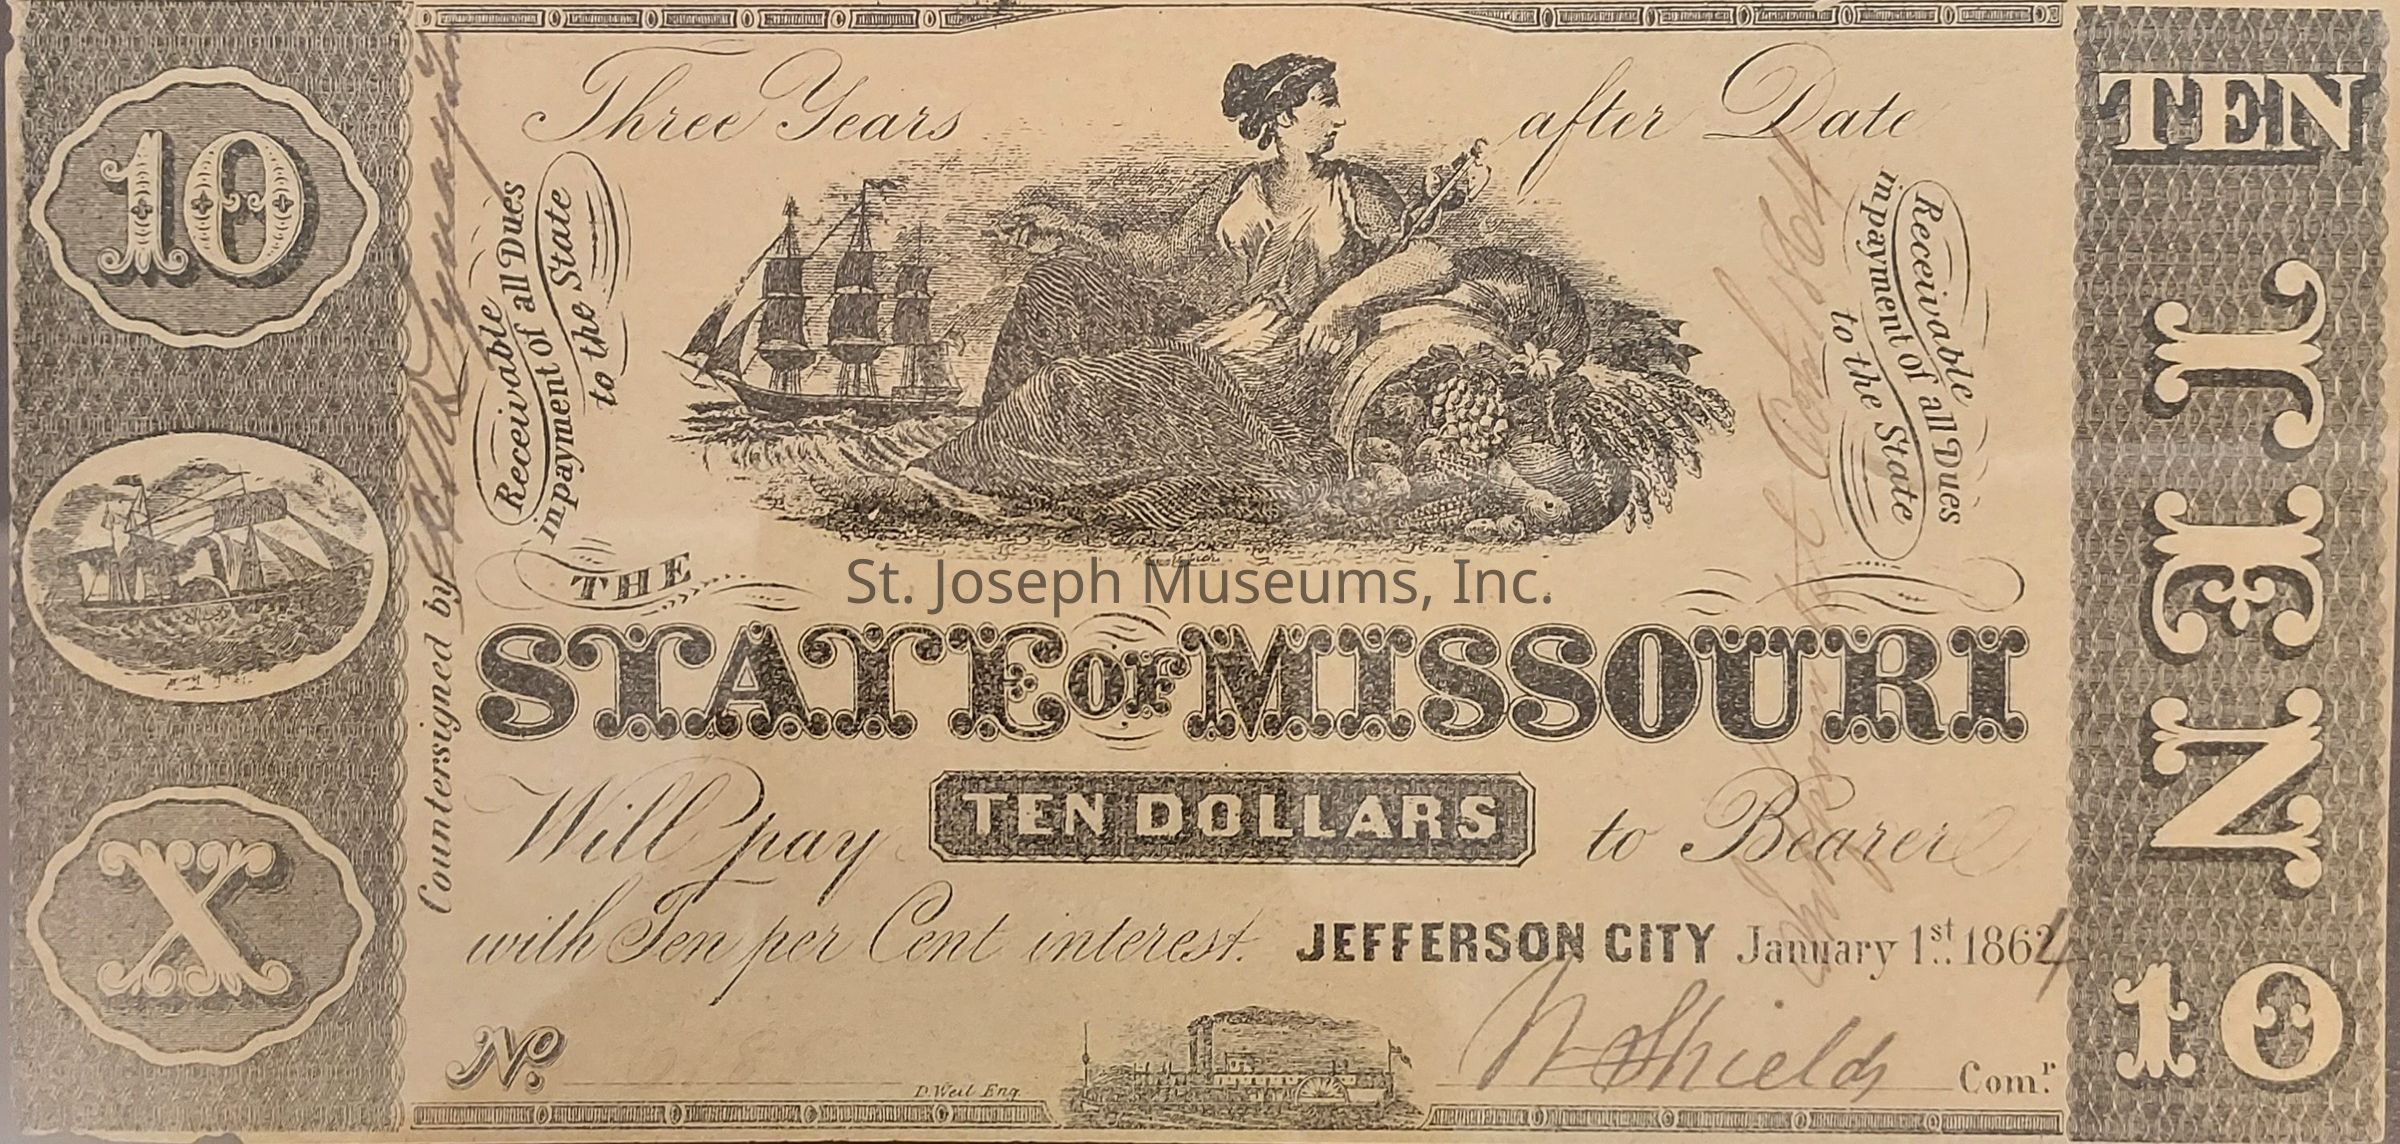 10
TEN
Three Years after Date
Receivable
in payment of all Dues
to the State
Receivable
in payment of all Dues
to the State
St. Joseph Museums, Inc.
THE
STATE OF MISSOURI
Will pay TEN DOLLARS to Bearer
with Ten per Cent interest. JEFFERSON CITY January 1st 1862
X
Countersigned by
No.
D. Weil Eng.
W Shields Comr.
TEN
10